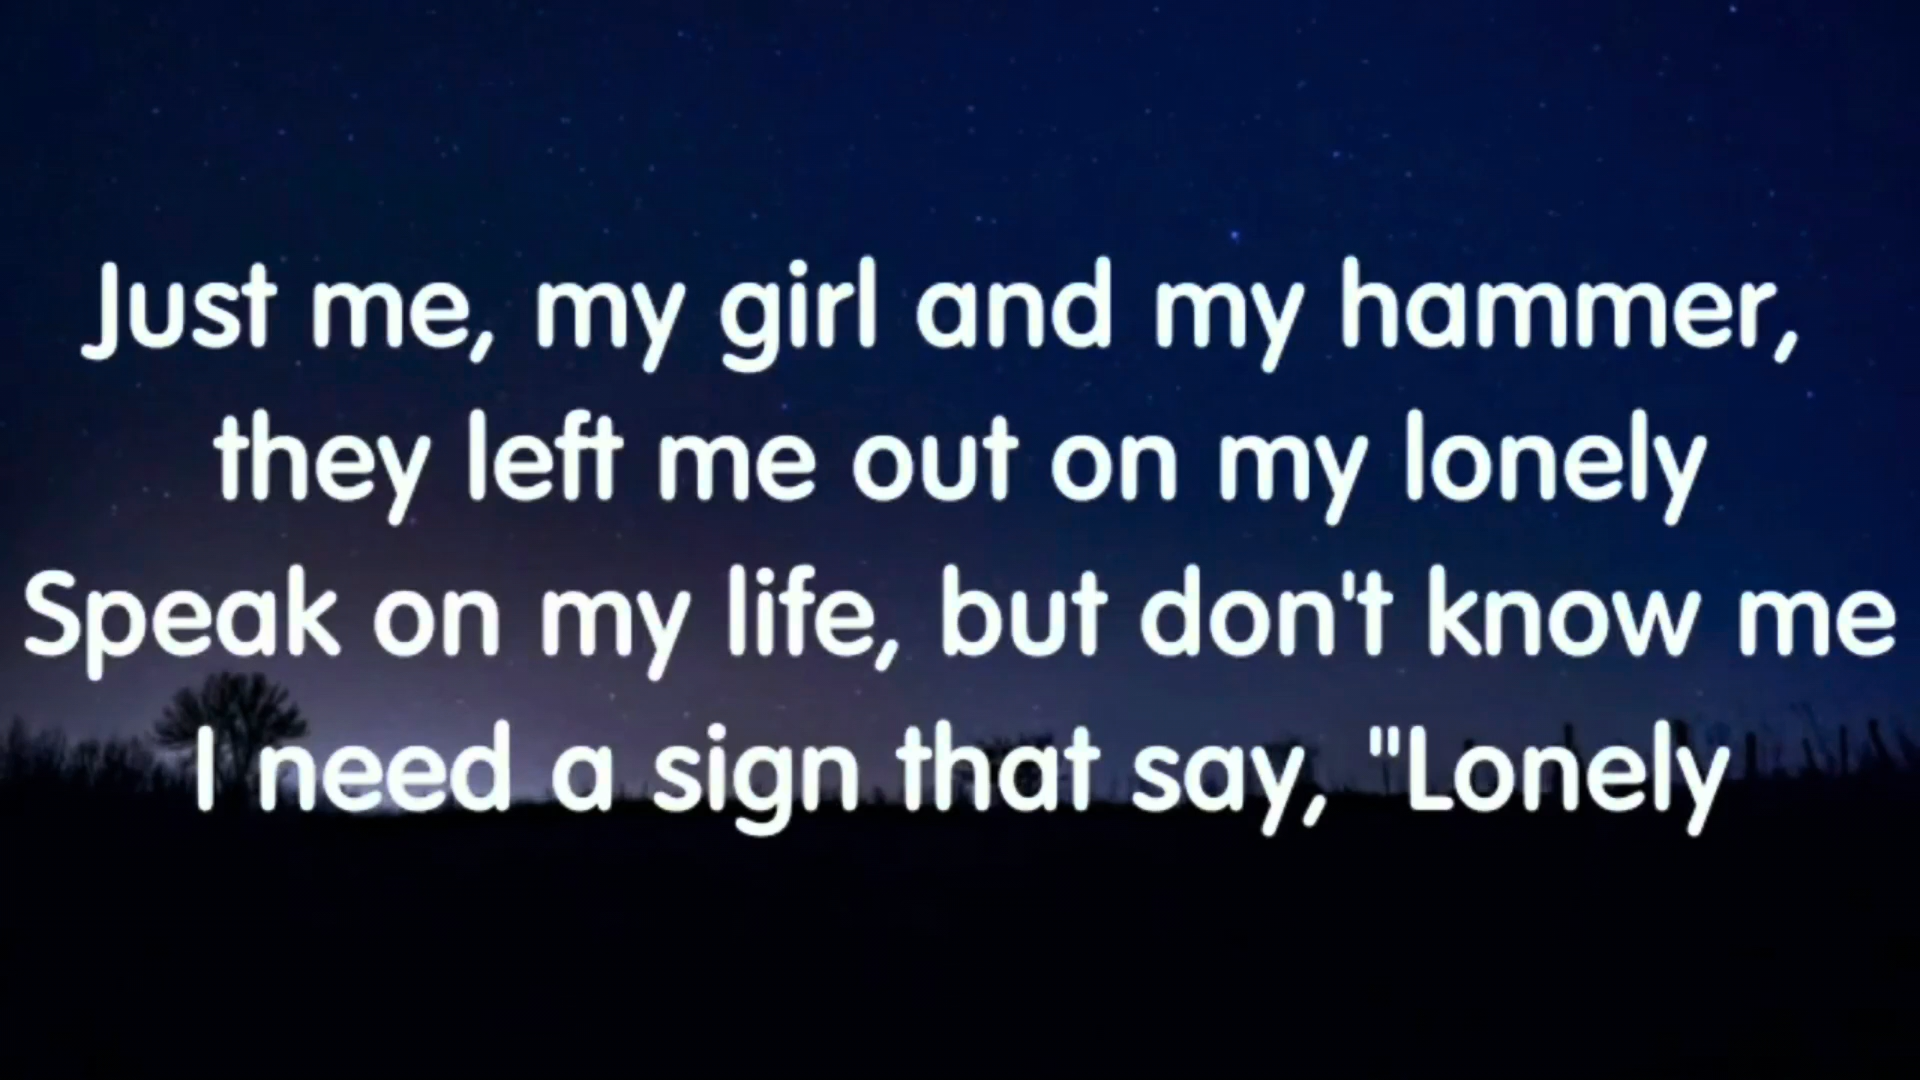 Just me, my girl and my hammer,
they left me out on my lonely
Speak on my life, but don't know me
I need a sign that say, "Lonely